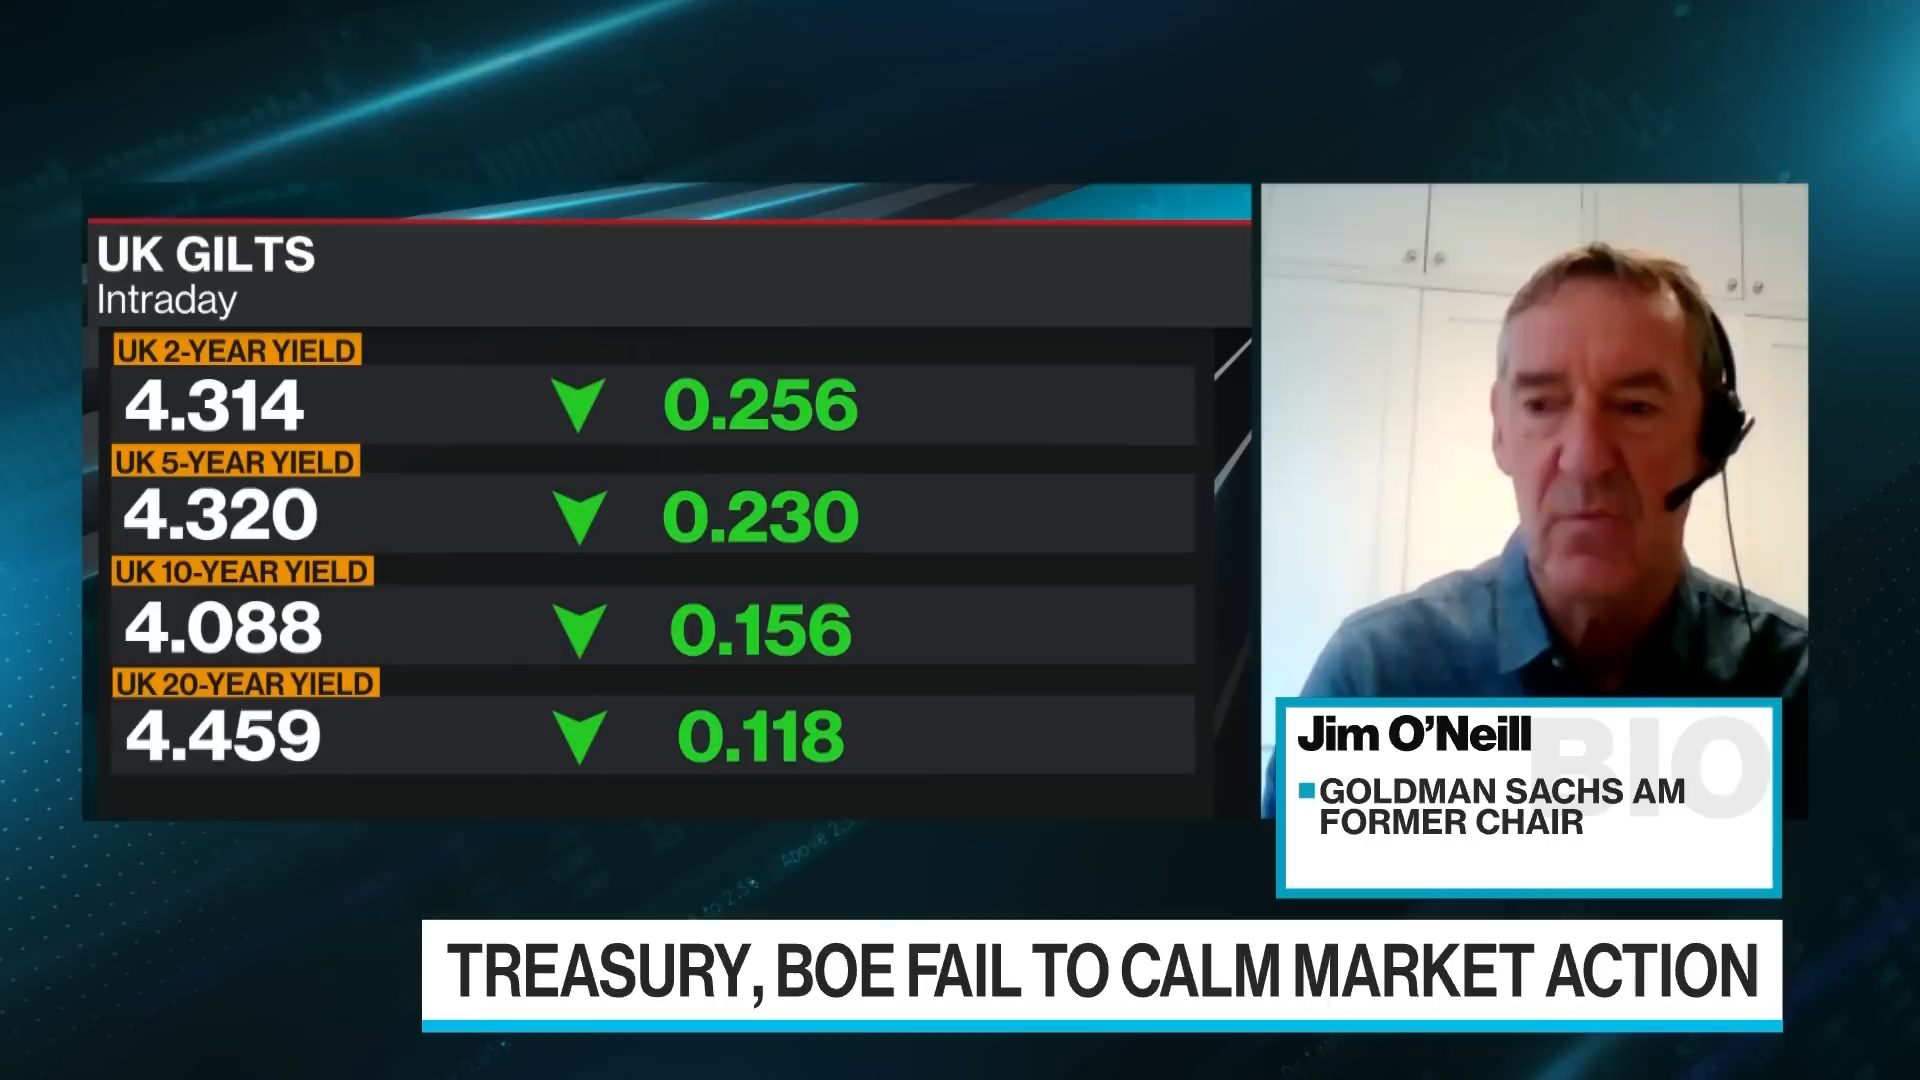 UK GILTS
Intraday
UK 2-YEAR YIELD
4.314 0.256
UK 5-YEAR YIELD
4.320 0.230
UK 10-YEAR YIELD
4.088 0.156
UK 20-YEAR YIELD
4.459 0.118
BIO
Jim O'Neill
GOLDMAN SACHS AM
FORMER CHAIR
TREASURY, BOE FAIL TO CALM MARKET ACTION